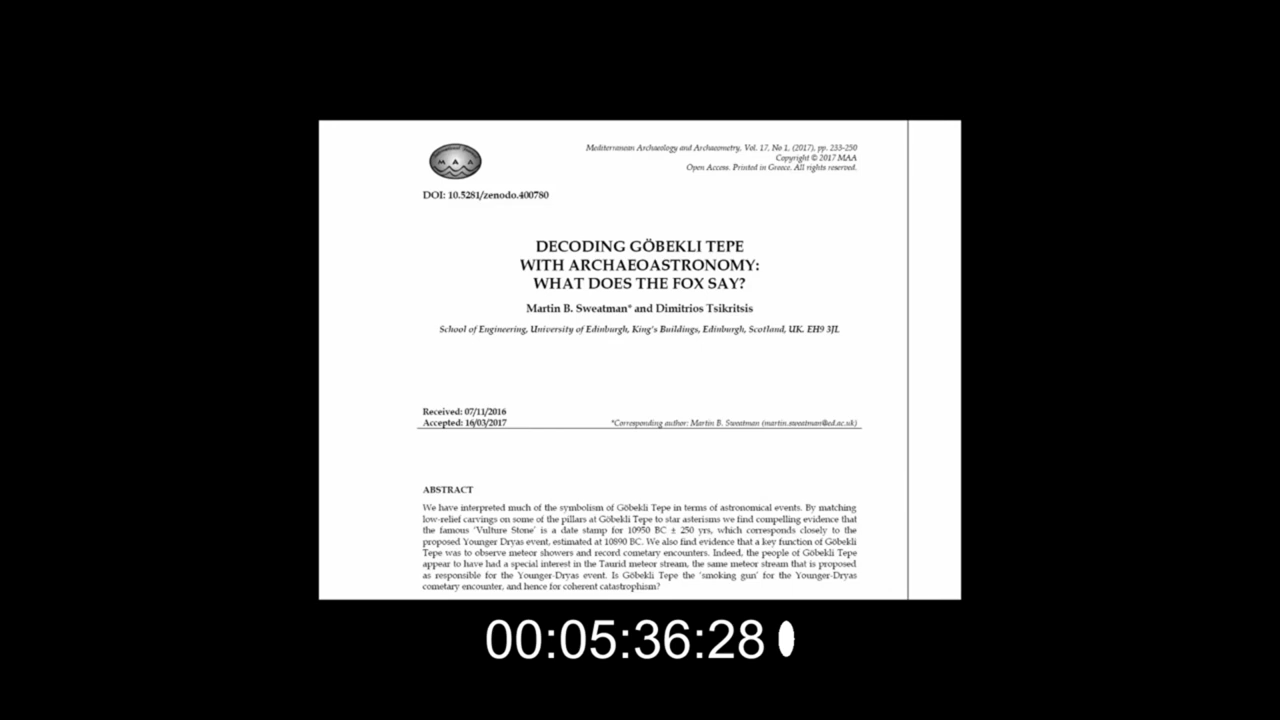 MAA
Mediterranean Archaeology and Archaeometry, Vol. 17, No 1, (2017), pp. 233-250
Copyright © 2017 MAA
Open Access. Printed in Greece. All rights reserved.
DOI: 10.5281/zenodo.400780
DECODING GÖBEKLI TEPE
WITH ARCHAEOASTRONOMY:
WHAT DOES THE FOX SAY?
Martin B. Sweatman* and Dimitrios Tsikritsis
School of Engineering, University of Edinburgh, King's Buildings, Edinburgh, Scotland, UK. EH9 3JL
Received: 07/11/2016
Accepted: 16/03/2017
*Corresponding author: Martin B. Sweatman (martin.sweatman@ed.ac.uk)
ABSTRACT
We have interpreted much of the symbolism of Göbekli Tepe in terms of astronomical events. By matching
low-relief carvings on some of the pillars at Göbekli Tepe to star asterisms we find compelling evidence that
the famous 'Vulture Stone' is a date stamp for 10950 BC ± 250 yrs, which corresponds closely to the
proposed Younger Dryas event, estimated at 10890 BC. We also find evidence that a key function of Göbekli
Tepe was to observe meteor showers and record cometary encounters. Indeed, the people of Göbekli Tepe
appear to have had a special interest in the Taurid meteor stream, the same meteor stream that is proposed
as responsible for the Younger-Dryas event. Is Göbekli Tepe the 'smoking gun' for the Younger-Dryas
cometary encounter, and hence for coherent catastrophism?
00:05:36:28